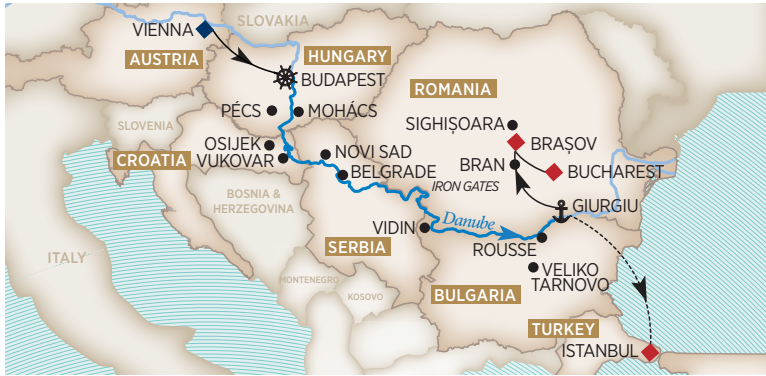 SLOVAKIA
VIENNA
AUSTRIA
HUNGARY
BUDAPEST
ROMANIA
PÉCS
MOHÁCS
SIGHIȘOARA
SLOVENIA
OSIJEK
BRAȘOV
CROATIA
VUKOVAR
NOVI SAD
BRAN
BUCHAREST
BELGRADE
IRON GATES
BOSNIA &
HERZEGOVINA
GIURGIU
Danube
VIDIN
SERBIA
ROUSSE
ITALY
VELIKO
TARNOVO
MONTENEGRO
KOSOVO
BULGARIA
TURKEY
ISTANBUL